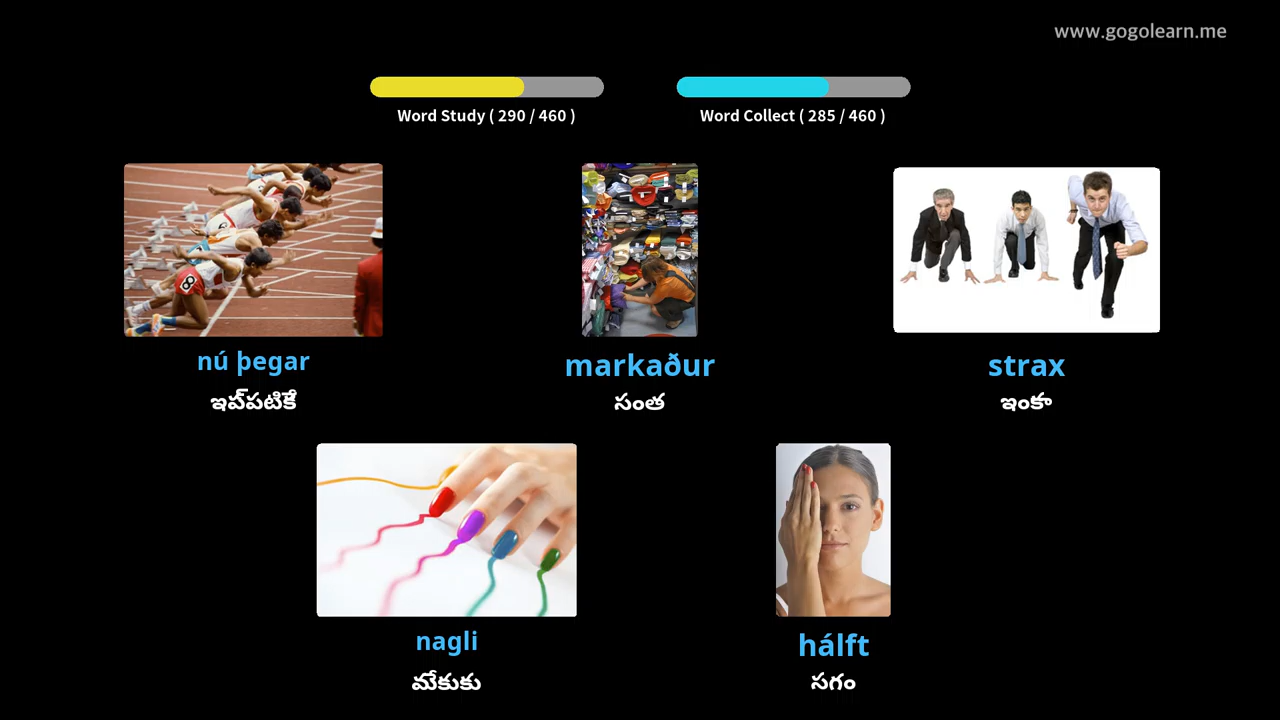 www.gogolearn.me
Word Study ( 290 / 460 )
Word Collect ( 285 / 460 )
nú þegar
markaður
strax
ఇప్పటికే
సంత
ఇంకా
nagli
hálft
మేకుకు
సగం